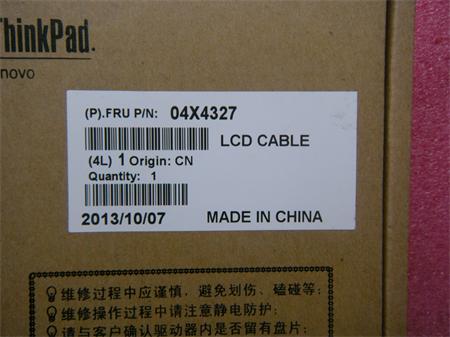 ThinkPad.
novo
(P).FRU P/N: 04X4327
LCD CABLE
(4L) 1 Origin: CN
Quantity: 1
2013/10/07 MADE IN CHINA
维修过程中应谨慎，避免划伤、磕碰等；
维修操作过程中请注意静电防护；
请与客户确认驱动器内是否留有盘片；